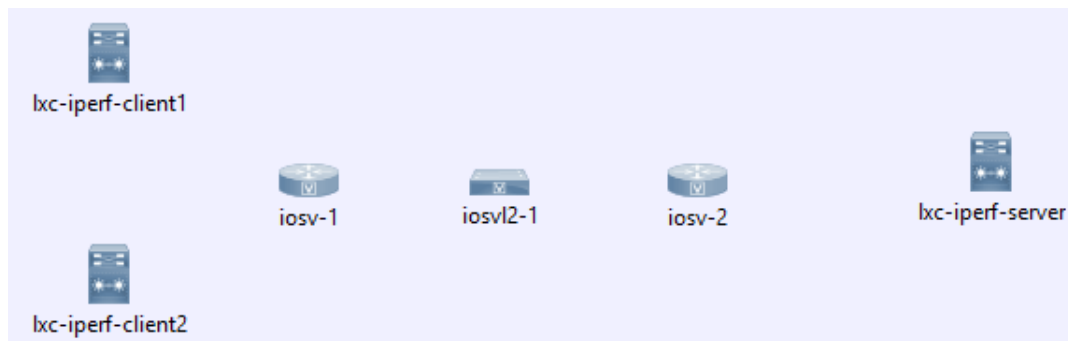 lxc-iperf-client1
iosv-1
iosvl2-1
iosv-2
lxc-iperf-server
lxc-iperf-client2